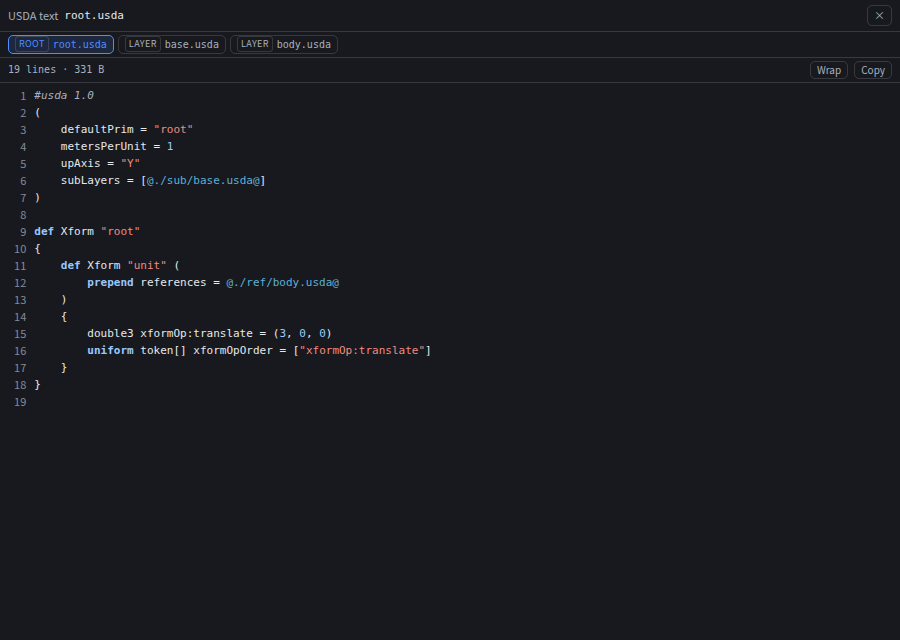 USDA text root.usda ×
ROOT root.usda LAYER base.usda LAYER body.usda
19 lines · 331 B Wrap Copy
1 #usda 1.0
2 (
3     defaultPrim = "root"
4     metersPerUnit = 1
5     upAxis = "Y"
6     subLayers = [@./sub/base.usda@]
7 )
8
9 def Xform "root"
10 {
11     def Xform "unit" (
12         prepend references = @./ref/body.usda@
13     )
14     {
15         double3 xformOp:translate = (3, 0, 0)
16         uniform token[] xformOpOrder = ["xformOp:translate"]
17     }
18 }
19